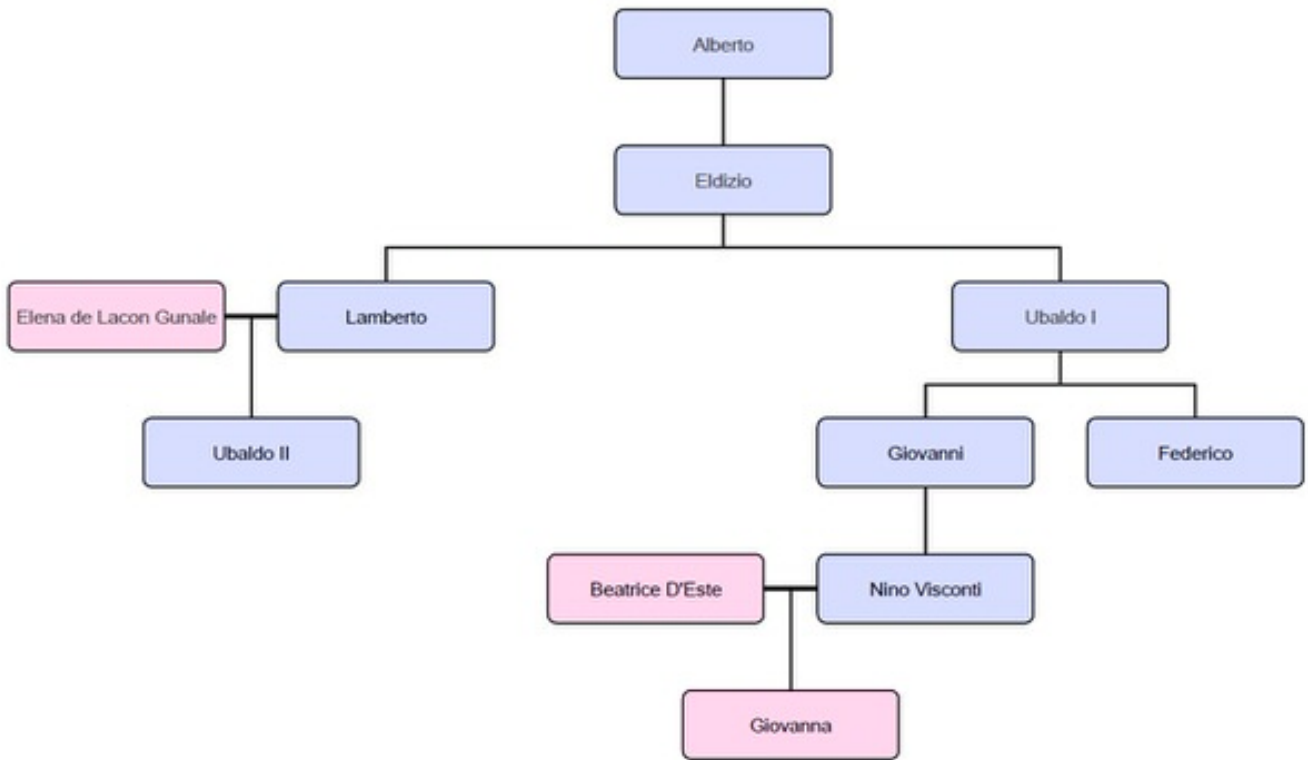 Alberto
Eldizio
Elena de Lacon Gunale
Lamberto
Ubaldo I
Ubaldo II
Giovanni
Federico
Beatrice D'Este
Nino Visconti
Giovanna